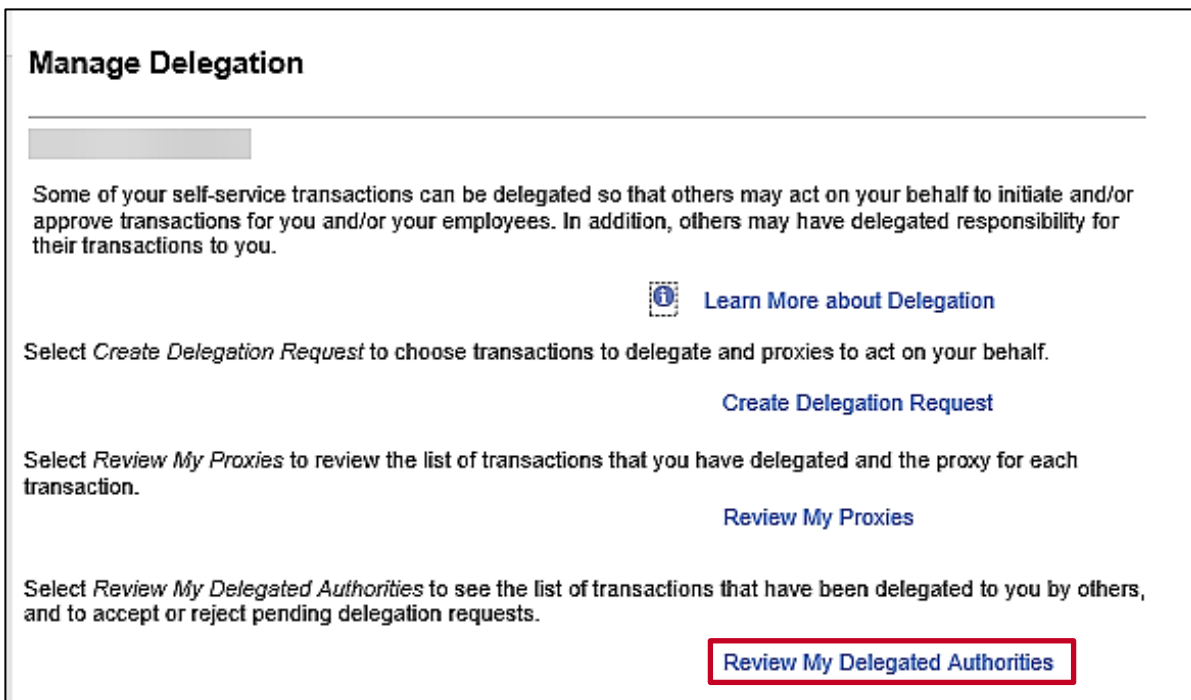 Manage Delegation
Some of your self-service transactions can be delegated so that others may act on your behalf to initiate and/or
approve transactions for you and/or your employees. In addition, others may have delegated responsibility for
their transactions to you.
Learn More about Delegation
Select Create Delegation Request to choose transactions to delegate and proxies to act on your behalf.
Create Delegation Request
Select Review My Proxies to review the list of transactions that you have delegated and the proxy for each
transaction.
Review My Proxies
Select Review My Delegated Authorities to see the list of transactions that have been delegated to you by others,
and to accept or reject pending delegation requests.
Review My Delegated Authorities